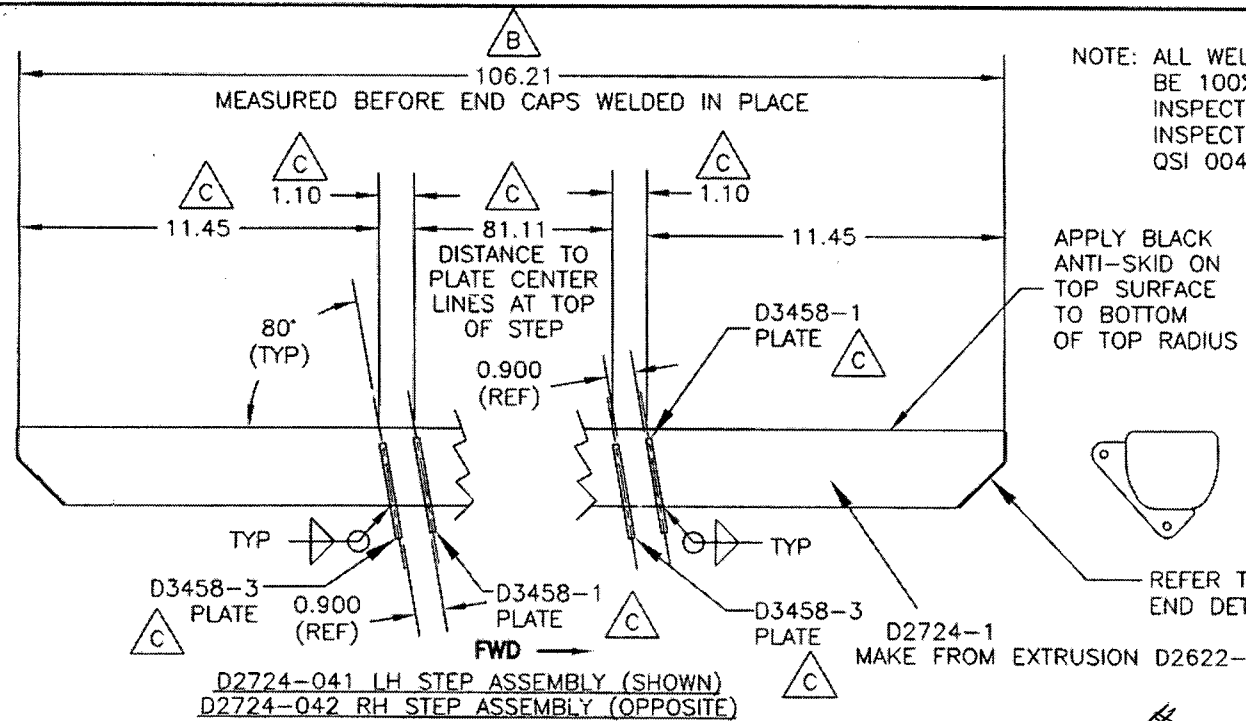 B
106.21
MEASURED BEFORE END CAPS WELDED IN PLACE
NOTE: ALL WEL
BE 100%
INSPECT
INSPECT
QSI 004
C
1.10
C
11.45
C
81.11
DISTANCE TO
PLATE CENTER
LINES AT TOP
OF STEP
C
1.10
11.45
APPLY BLACK
ANTI-SKID ON
TOP SURFACE
TO BOTTOM
OF TOP RADIUS
80°
(TYP)
0.900
(REF)
D3458-1
PLATE
C
TYP
TYP
D3458-3
PLATE
C
0.900
(REF)
D3458-1
PLATE
C
D3458-3
PLATE
C
REFER T
END DET
D2724-1
MAKE FROM EXTRUSION D2622-
FWD
D2724-041 LH STEP ASSEMBLY (SHOWN)
D2724-042 RH STEP ASSEMBLY (OPPOSITE)